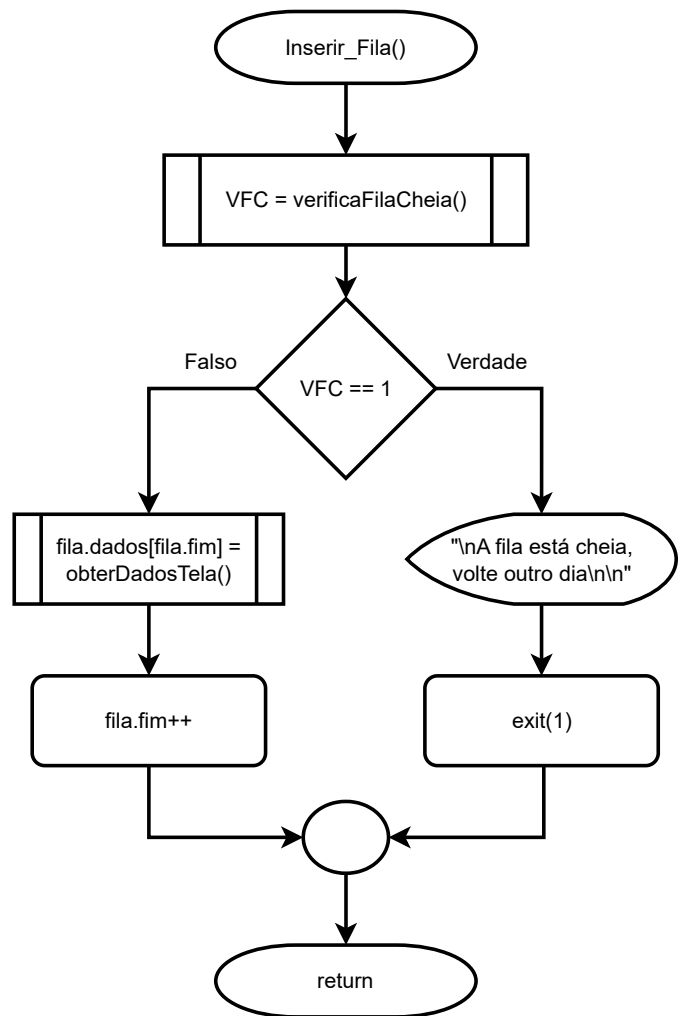 Inserir_Fila()
VFC = verificaFilaCheia()
Falso
Verdade
VFC == 1
fila.dados[fila.fim] =
obterDadosTela()
"\nA fila está cheia,
volte outro dia\n\n"
fila.fim++
exit(1)
return